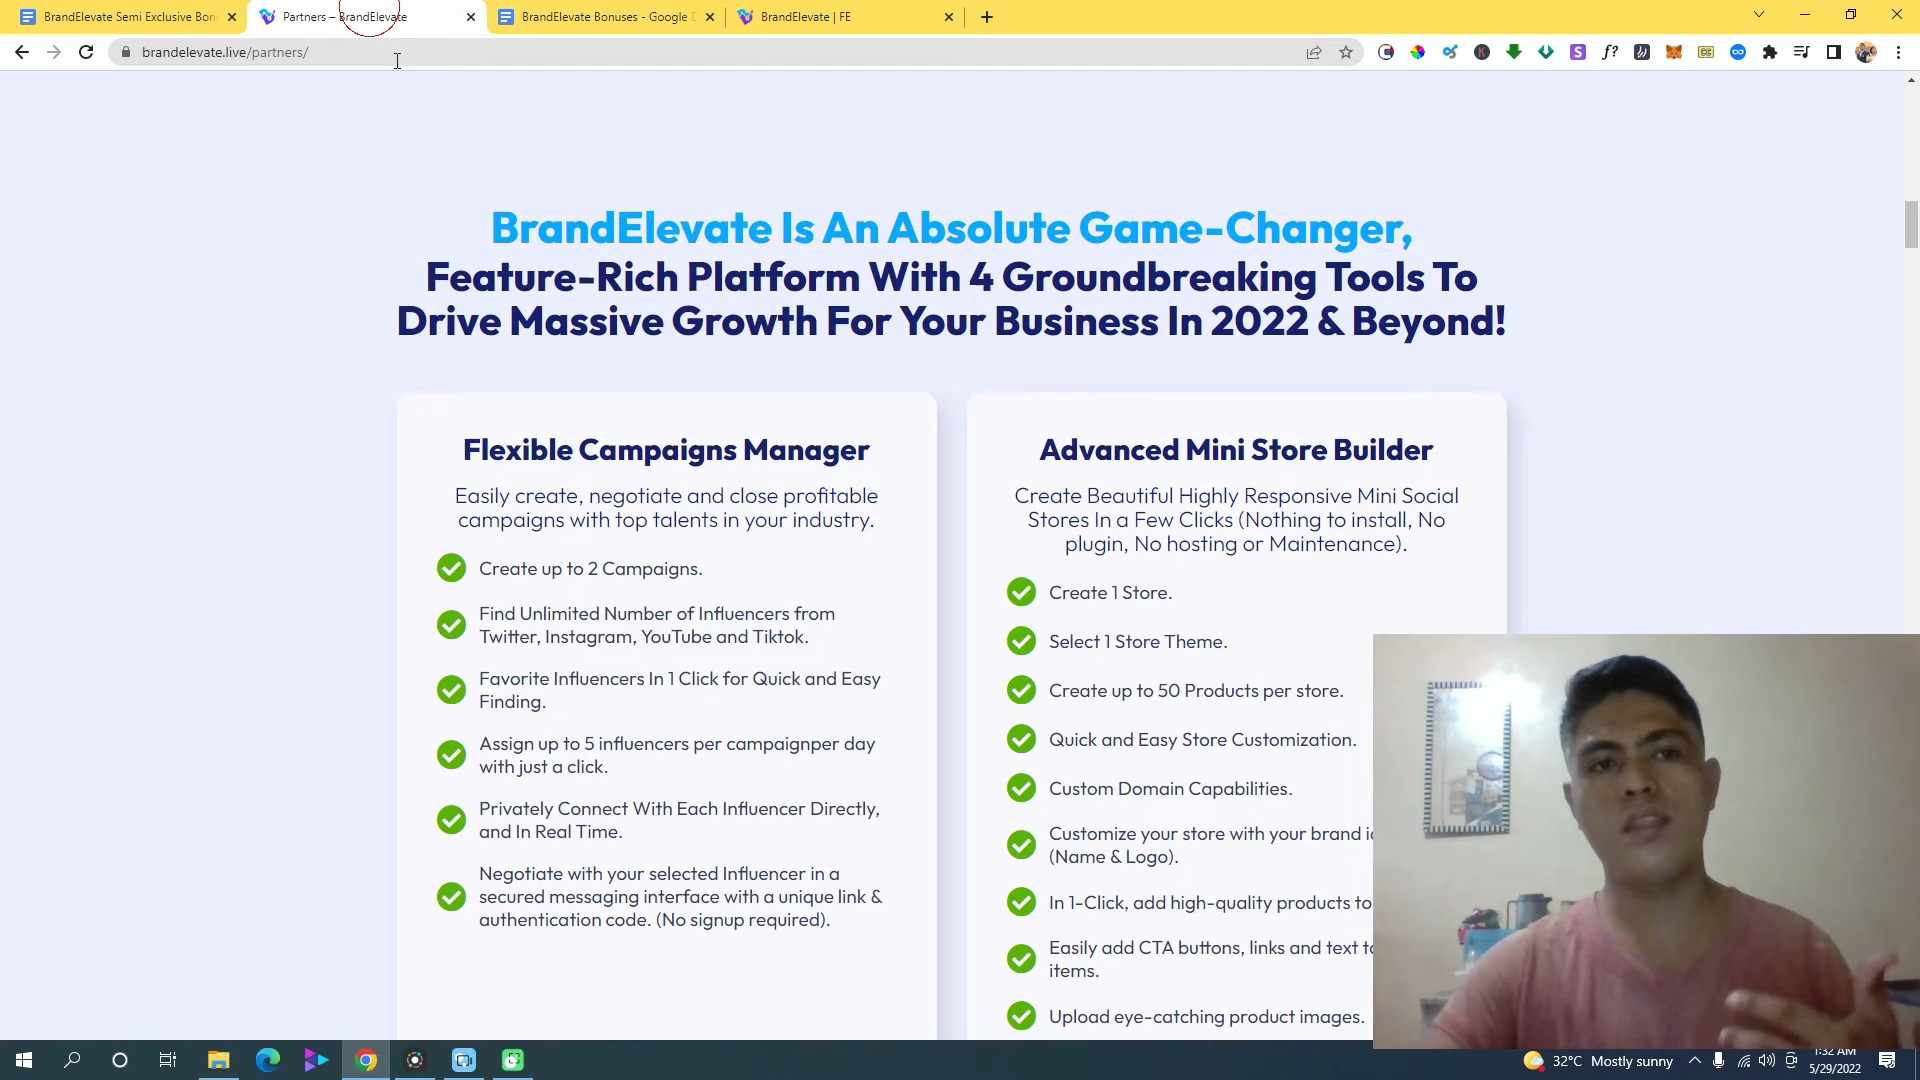 BrandElevate Semi Exclusive Bon
Partners – BrandElevate
BrandElevate Bonuses - Google D
BrandElevate | FE
brandelevate.live/partners/
BrandElevate Is An Absolute Game-Changer,
Feature-Rich Platform With 4 Groundbreaking Tools To
Drive Massive Growth For Your Business In 2022 & Beyond!
Flexible Campaigns Manager
Easily create, negotiate and close profitable
campaigns with top talents in your industry.
Create up to 2 Campaigns.
Find Unlimited Number of Influencers from
Twitter, Instagram, YouTube and Tiktok.
Favorite Influencers In 1 Click for Quick and Easy
Finding.
Assign up to 5 influencers per campaignper day
with just a click.
Privately Connect With Each Influencer Directly,
and In Real Time.
Negotiate with your selected Influencer in a
secured messaging interface with a unique link &
authentication code. (No signup required).
Advanced Mini Store Builder
Create Beautiful Highly Responsive Mini Social
Stores In a Few Clicks (Nothing to install, No
plugin, No hosting or Maintenance).
Create 1 Store.
Select 1 Store Theme.
Create up to 50 Products per store.
Quick and Easy Store Customization.
Custom Domain Capabilities.
Customize your store with your brand
(Name & Logo).
In 1-Click, add high-quality products to
Easily add CTA buttons, links and text
items.
Upload eye-catching product images.
32°C Mostly sunny
1:32 AM
5/29/2022